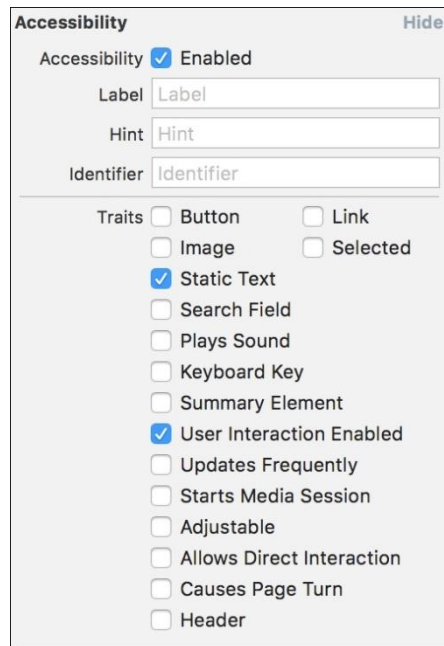 Accessibility Hide
Accessibility Enabled
Label Label
Hint Hint
Identifier Identifier
Traits Button Link
Image Selected
Static Text
Search Field
Plays Sound
Keyboard Key
Summary Element
User Interaction Enabled
Updates Frequently
Starts Media Session
Adjustable
Allows Direct Interaction
Causes Page Turn
Header